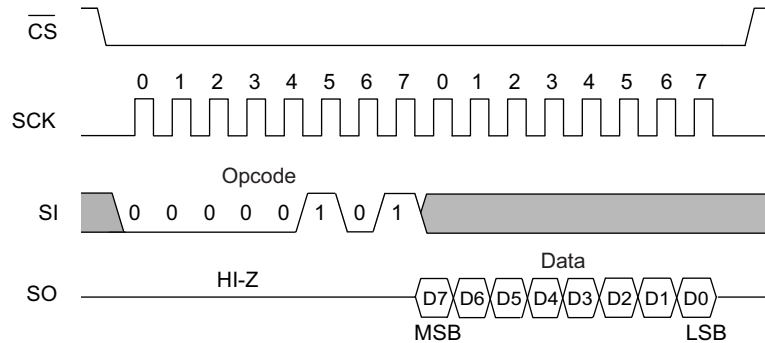 CS
0 1 2 3 4 5 6 7 0 1 2 3 4 5 6 7
SCK
Opcode
SI 0 0 0 0 0 1 0 1
Data
HI-Z
SO D7 D6 D5 D4 D3 D2 D1 D0
MSB LSB